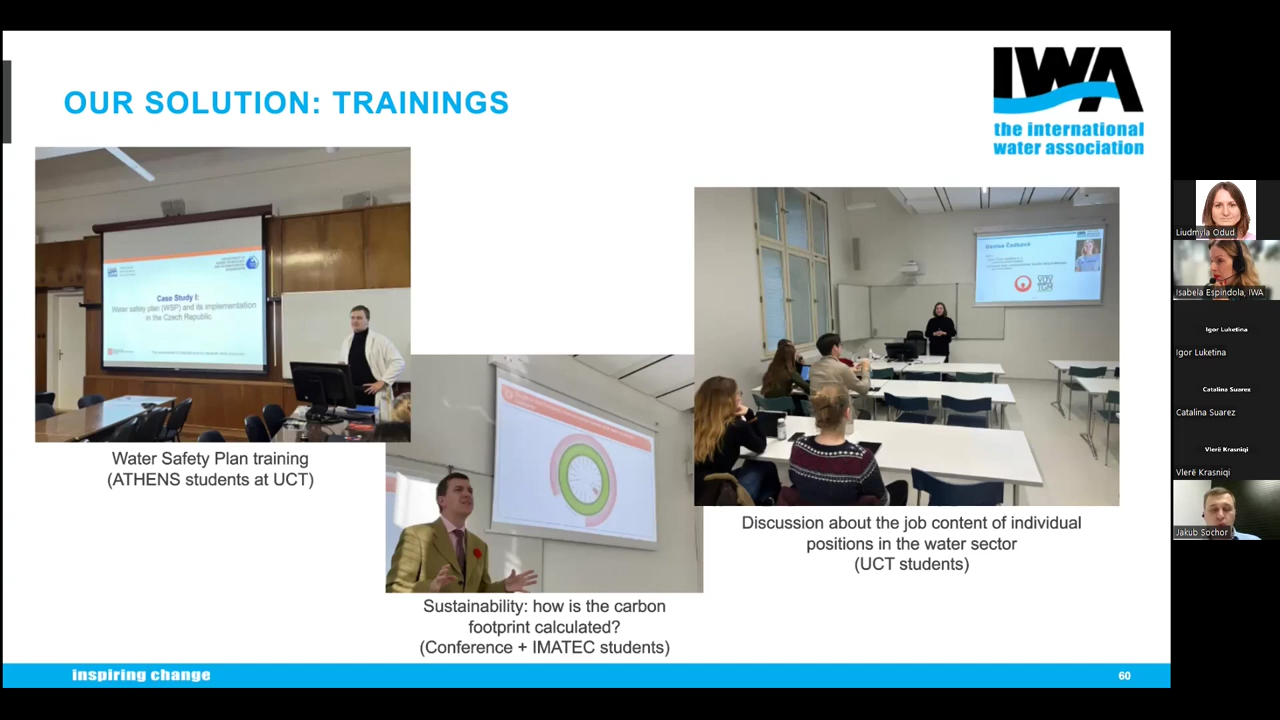 OUR SOLUTION: TRAININGS
IWA
the international
water association
Case Study I:
Water safety plan (WSP) and its implementation
in the Czech Republic
Water Safety Plan training
(ATHENS students at UCT)
Sustainability: how is the carbon
footprint calculated?
(Conference + IMATEC students)
Discussion about the job content of individual
positions in the water sector
(UCT students)
inspiring change
60
Liudmyla Odud
Isabela Espindola, IWA
Igor Luketina
Igor Luketina
Catalina Suarez
Catalina Suarez
Vlerë Krasniqi
Vlerë Krasniqi
Jakub Sochor